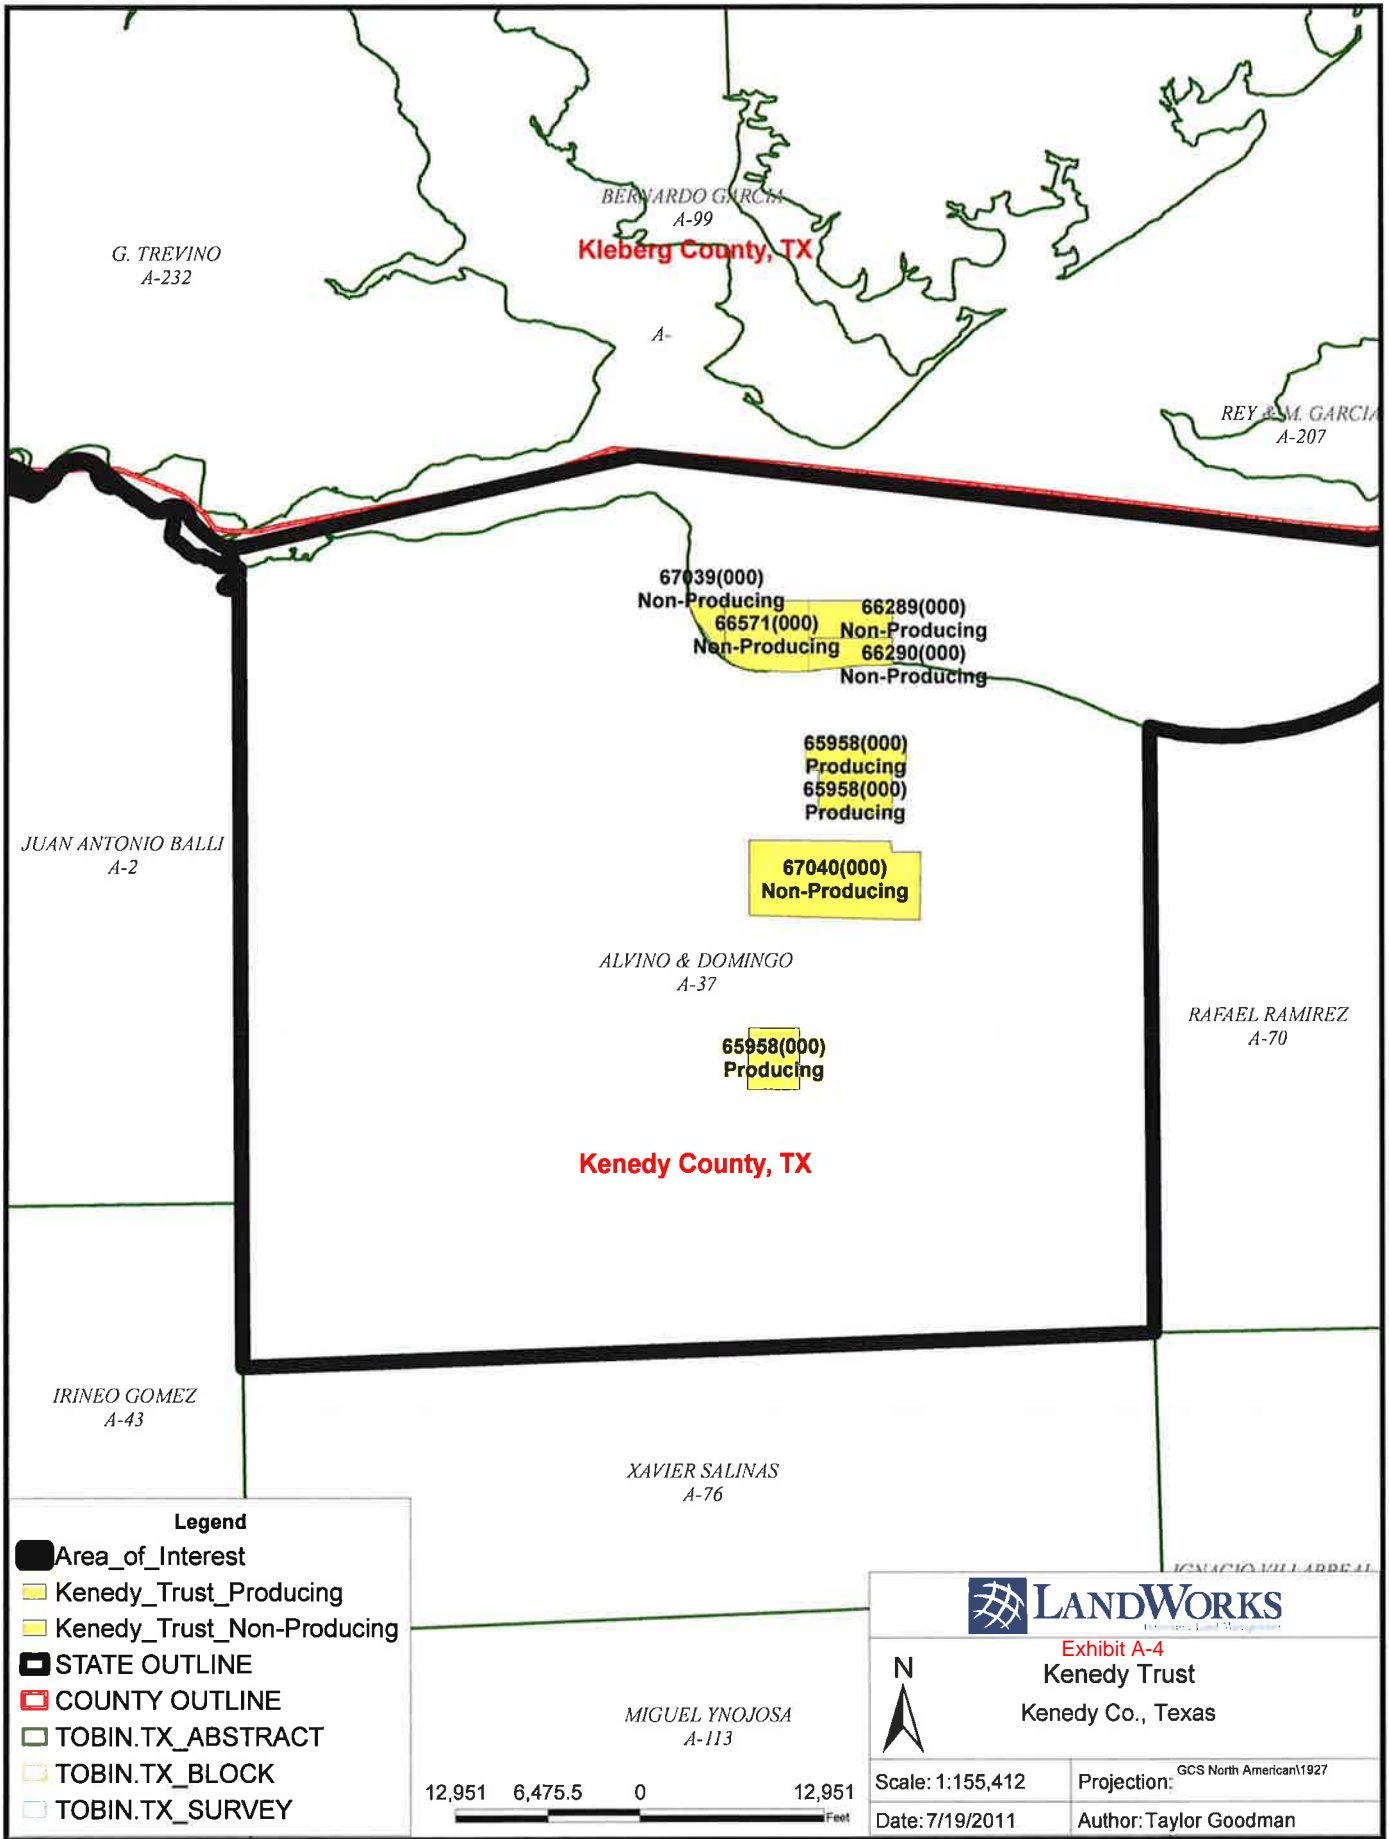 BERNARDO GARCIA
A-99
Kleberg County, TX
G. TREVINO
A-232
A-
REY & M. GARCIA
A-207
67039(000)
Non-Producing
66571(000)
Non-Producing
66289(000)
Non-Producing
66290(000)
Non-Producing
65958(000)
Producing
65958(000)
Producing
JUAN ANTONIO BALLI
A-2
67040(000)
Non-Producing
ALVINO & DOMINGO
A-37
RAFAEL RAMIREZ
A-70
65958(000)
Producing
Kenedy County, TX
IRINEO GOMEZ
A-43
XAVIER SALINAS
A-76
IGNACIO VILLARREAL
MIGUEL YNOJOSA
A-113
Legend
Area_of_Interest
Kenedy_Trust_Producing
Kenedy_Trust_Non-Producing
STATE OUTLINE
COUNTY OUTLINE
TOBIN.TX_ABSTRACT
TOBIN.TX_BLOCK
TOBIN.TX_SURVEY
12,951 6,475.5 0 12,951
Feet
LANDWORKS
Exhibit A-4
N
Kenedy Trust
Kenedy Co., Texas
Scale: 1:155,412
Projection: GCS North American\1927
Date: 7/19/2011
Author: Taylor Goodman